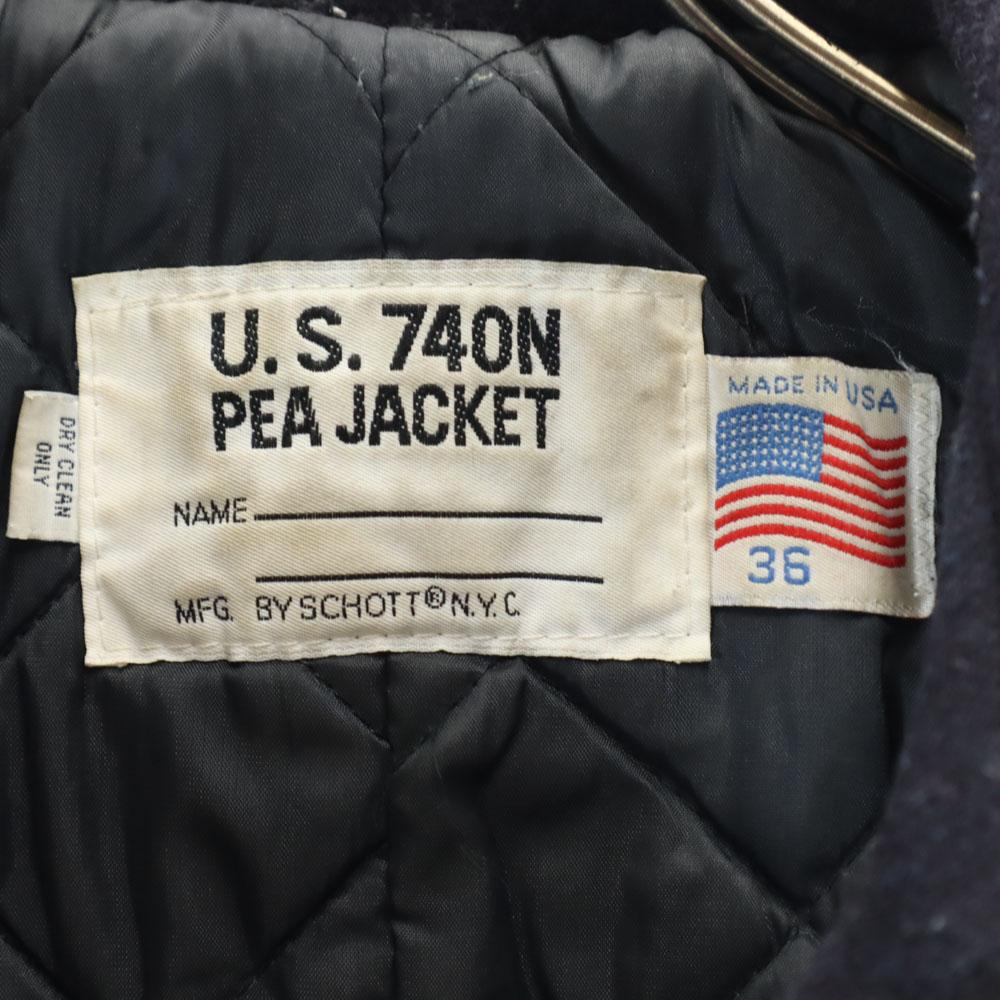 U. S. 740N
PEA JACKET
NAME
MFG. BY SCHOTT® N.Y.C.
DRY CLEAN
ONLY
MADE IN USA
36